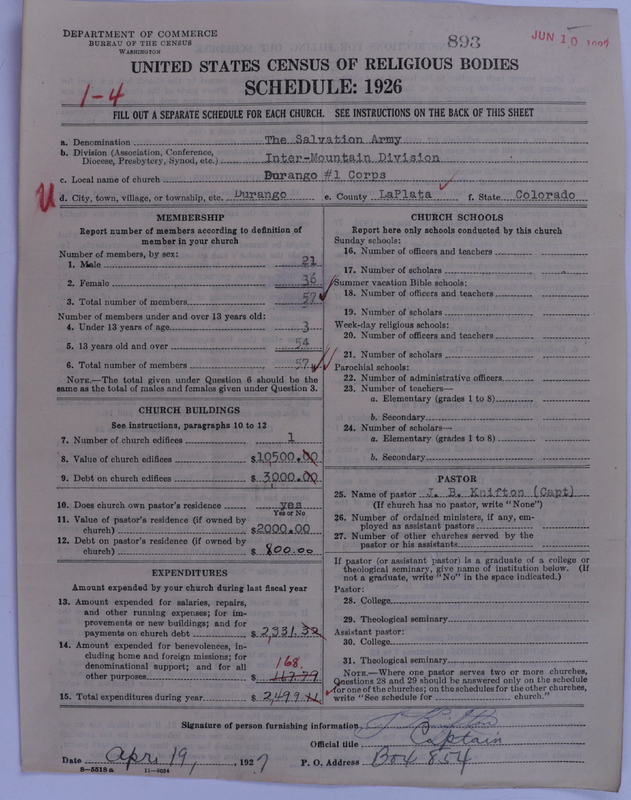 DEPARTMENT OF COMMERCE
BUREAU OF THE CENSUS
WASHINGTON
893
JUN 10 1927
UNITED STATES CENSUS OF RELIGIOUS BODIES
SCHEDULE: 1926
1-4
FILL OUT A SEPARATE SCHEDULE FOR EACH CHURCH. SEE INSTRUCTIONS ON THE BACK OF THIS SHEET
a. Denomination The Salvation Army
b. Division (Association, Conference,
Diocese, Presbytery, Synod, etc.) Inter-Mountain Division
c. Local name of church Durango #1 Corps
U
d. City, town, village, or township, etc. Durango e. County LaPlata f. State Colorado
MEMBERSHIP
Report number of members according to definition of
member in your church
Number of members, by sex:
1. Male 21
2. Female 36
3. Total number of members 57
Number of members under and over 13 years old:
4. Under 13 years of age 3
5. 13 years old and over 54
6. Total number of members 57
NOTE.—The total given under Question 6 should be
same as the total of males and females given under Question 3.
CHURCH BUILDINGS
See instructions, paragraphs 10 to 12
7. Number of church edifices 1
8. Value of church edifices $10500.00
9. Debt on church edifices $3000.00
10. Does church own pastor's residence yes
Yes or No
11. Value of pastor's residence (if owned by
church) $2000.00
12. Debt on pastor's residence (if owned by
church) $800.00
EXPENDITURES
Amount expended by your church during last fiscal year
13. Amount expended for salaries, repairs,
and other running expenses; for im-
provements or new buildings; and for
payments on church debt $2,331.32
14. Amount expended for benevolences, in-
cluding home and foreign missions; for
denominational support; and for all
168.
other purposes $167.79
15. Total expenditures during year $2,499.11
CHURCH SCHOOLS
Report here only schools conducted by this church
Sunday schools:
16. Number of officers and teachers
17. Number of scholars
Summer vacation Bible schools:
18. Number of officers and teachers
19. Number of scholars
Week-day religious schools:
20. Number of officers and teachers
21. Number of scholars
Parochial schools:
22. Number of administrative officers
23. Number of teachers—
a. Elementary (grades 1 to 8)
b. Secondary
24. Number of scholars—
a. Elementary (grades 1 to 8)
b. Secondary
PASTOR
25. Name of pastor J. B. Knifton (Capt)
(If church has no pastor, write "None")
26. Number of ordained ministers, if any, em-
ployed as assistant pastors
27. Number of other churches served by the
pastor or his assistants
If pastor (or assistant pastor) is a graduate of a college or
theological seminary, give name of institution below. (If
not a graduate, write "No" in the space indicated.)
Pastor:
28. College
29. Theological seminary
Assistant pastor:
30. College
31. Theological seminary
NOTE.—Where one pastor serves two or more churches,
Questions 28 and 29 should be answered only on the schedule
for one of the churches; on the schedules for the other churches,
write "See schedule for church."
Signature of person furnishing information
Official title Captain
Date Apr. 19, 1927 P. O. Address Box 854
8—5518 a 11—9034